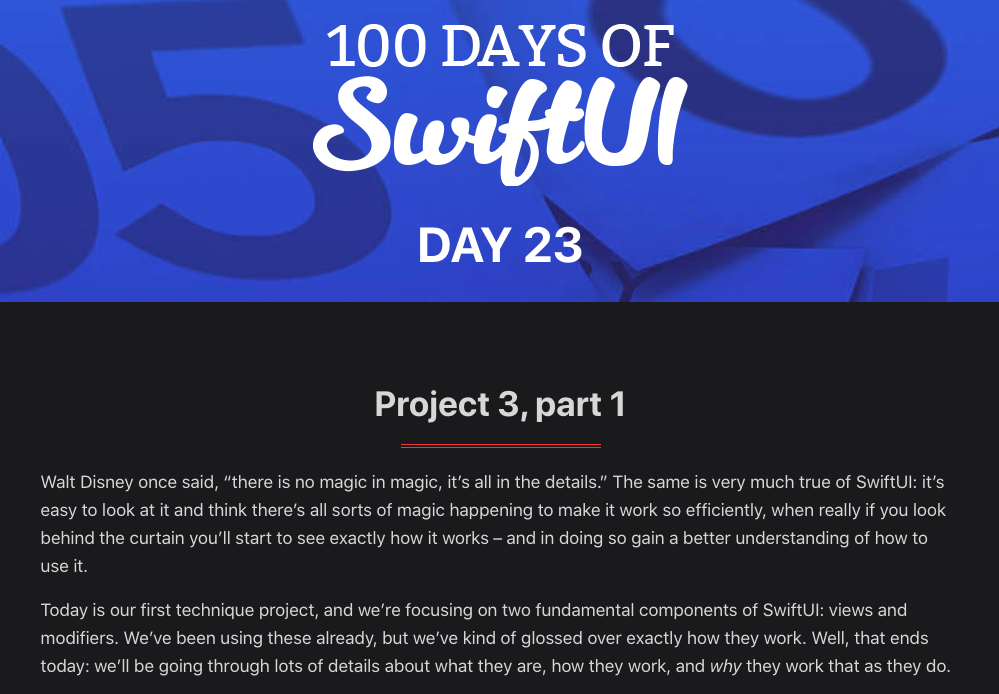 100 DAYS OF
SwiftUI
DAY 23
Project 3, part 1
Walt Disney once said, “there is no magic in magic, it’s all in the details.” The same is very much true of SwiftUI: it’s
easy to look at it and think there’s all sorts of magic happening to make it work so efficiently, when really if you look
behind the curtain you’ll start to see exactly how it works – and in doing so gain a better understanding of how to
use it.
Today is our first technique project, and we’re focusing on two fundamental components of SwiftUI: views and
modifiers. We’ve been using these already, but we’ve kind of glossed over exactly how they work. Well, that ends
today: we’ll be going through lots of details about what they are, how they work, and why they work that as they do.